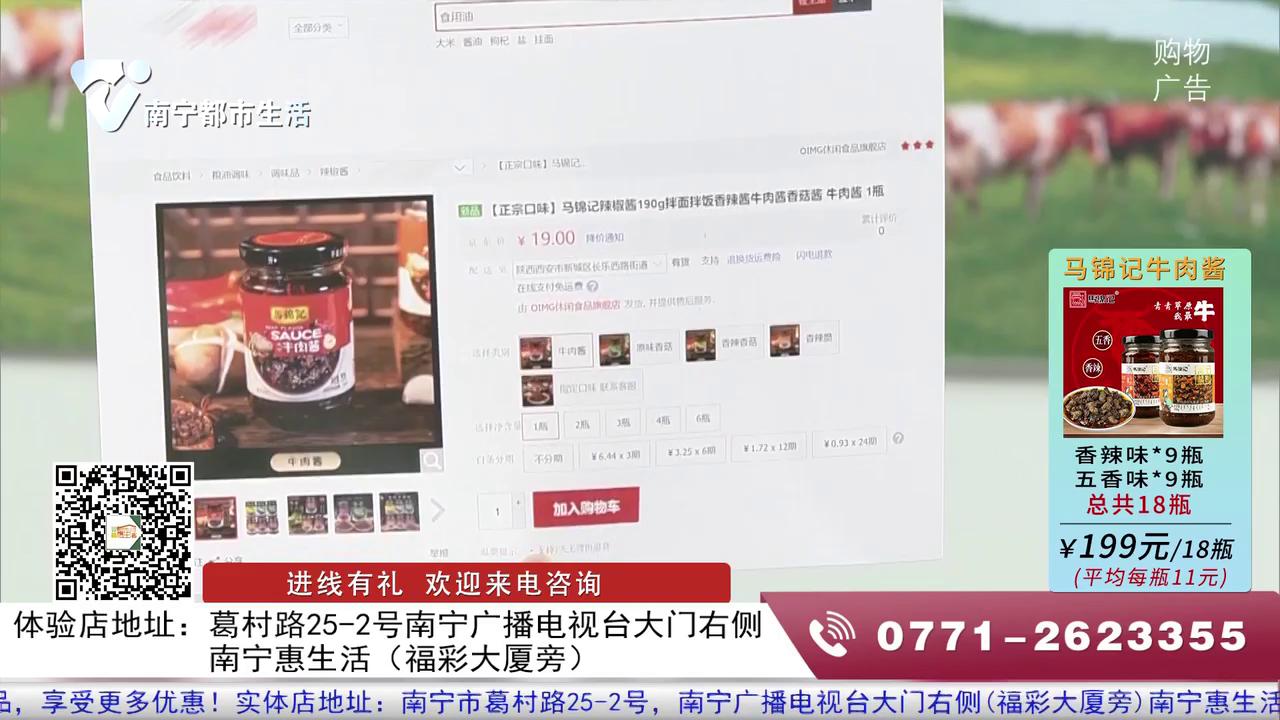 全部分类
食用油
大米 酱油 枸杞 盐 挂面
购物
广告
南宁都市生活
OIMG休闲食品旗舰店
食品饮料 > 粮油调味 > 调味品 > 辣椒酱 >
【正宗口味】马锦记...
新品 【正宗口味】马锦记辣椒酱190g拌面拌饭香辣酱牛肉酱香菇酱 牛肉酱 1瓶
京东价 ¥ 19.00 降价通知
累计评价
0
配送至 陕西西安市新城区长乐西路街道 有货 支持 退换货运费险 闪电退款
在线支付免运费
由 OIMG休闲食品旗舰店 发货, 并提供售后服务.
选择类别 牛肉酱 原味香菇 香辣香菇 香辣酱
指定口味 联系客服
选择净含量 1瓶 2瓶 3瓶 4瓶 6瓶
白条分期 不分期 ¥6.44 x 3期 ¥3.25 x 6期 ¥1.72 x 12期 ¥0.93 x 24期
1 加入购物车
马锦记
SAUCE
牛肉酱
牛肉酱
分享
举报
马锦记牛肉酱
马锦记
青青草原
我最牛
五香
香辣
香辣味*9瓶
五香味*9瓶
总共18瓶
¥199元/18瓶
(平均每瓶11元)
进线有礼 欢迎来电咨询
体验店地址：葛村路25-2号南宁广播电视台大门右侧
南宁惠生活（福彩大厦旁）
0771-2623355
品，享受更多优惠！实体店地址：南宁市葛村路25-2号，南宁广播电视台大门右侧(福彩大厦旁)南宁惠生活